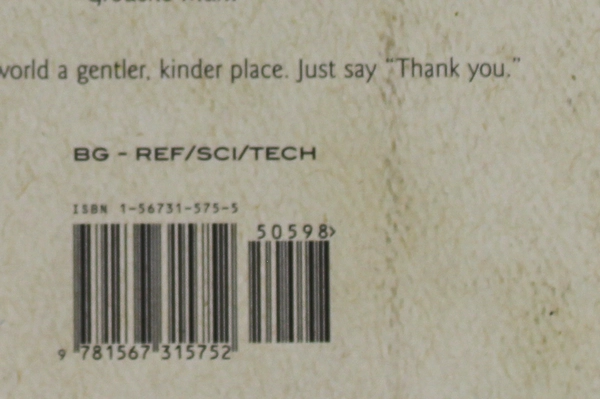 world a gentler, kinder place. Just say "Thank you."
BG - REF/SCI/TECH
ISBN 1-56731-575-5
50598>
9 781567 315752